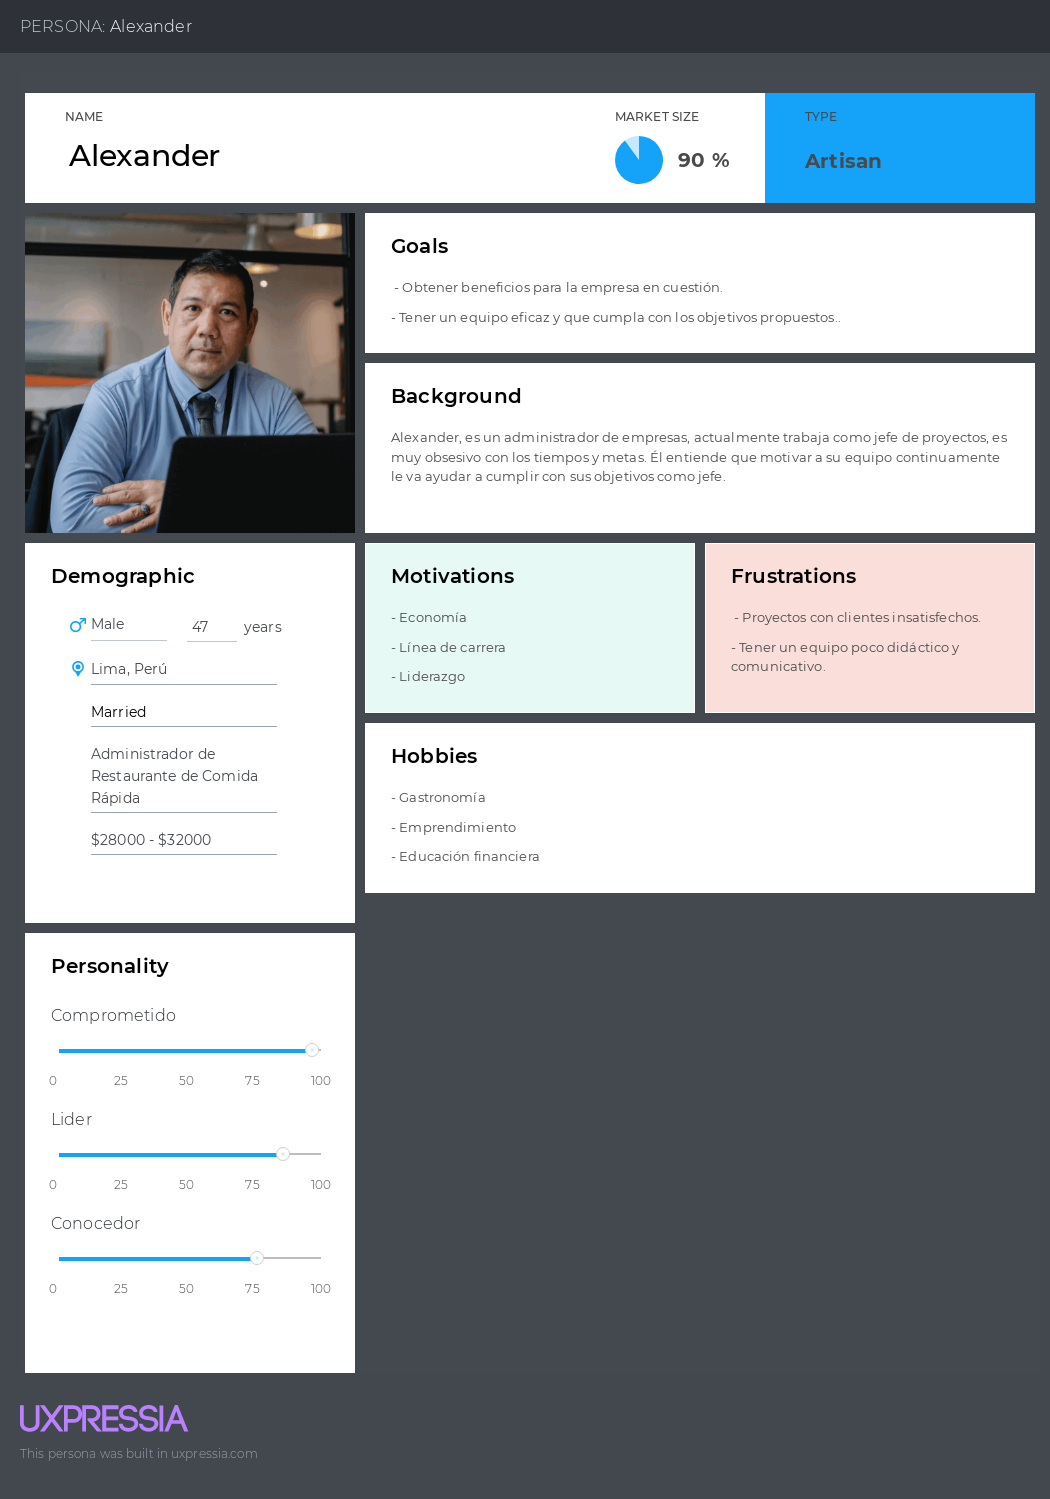 PERSONA: Alexander
NAME
Alexander
MARKET SIZE
90 %
TYPE
Artisan
Goals
- Obtener beneficios para la empresa en cuestión.
- Tener un equipo eficaz y que cumpla con los objetivos propuestos..
Background
Alexander, es un administrador de empresas, actualmente trabaja como jefe de proyectos, es
muy obsesivo con los tiempos y metas. Él entiende que motivar a su equipo continuamente
le va ayudar a cumplir con sus objetivos como jefe.
Demographic
Male
47 years
Lima, Perú
Married
Administrador de
Restaurante de Comida
Rápida
$28000 - $32000
Motivations
- Economía
- Línea de carrera
- Liderazgo
Frustrations
- Proyectos con clientes insatisfechos.
- Tener un equipo poco didáctico y
comunicativo.
Hobbies
- Gastronomía
- Emprendimiento
- Educación financiera
Personality
Comprometido
0 25 50 75 100
Lider
0 25 50 75 100
Conocedor
0 25 50 75 100
UXPRESSIA
This persona was built in uxpressia.com